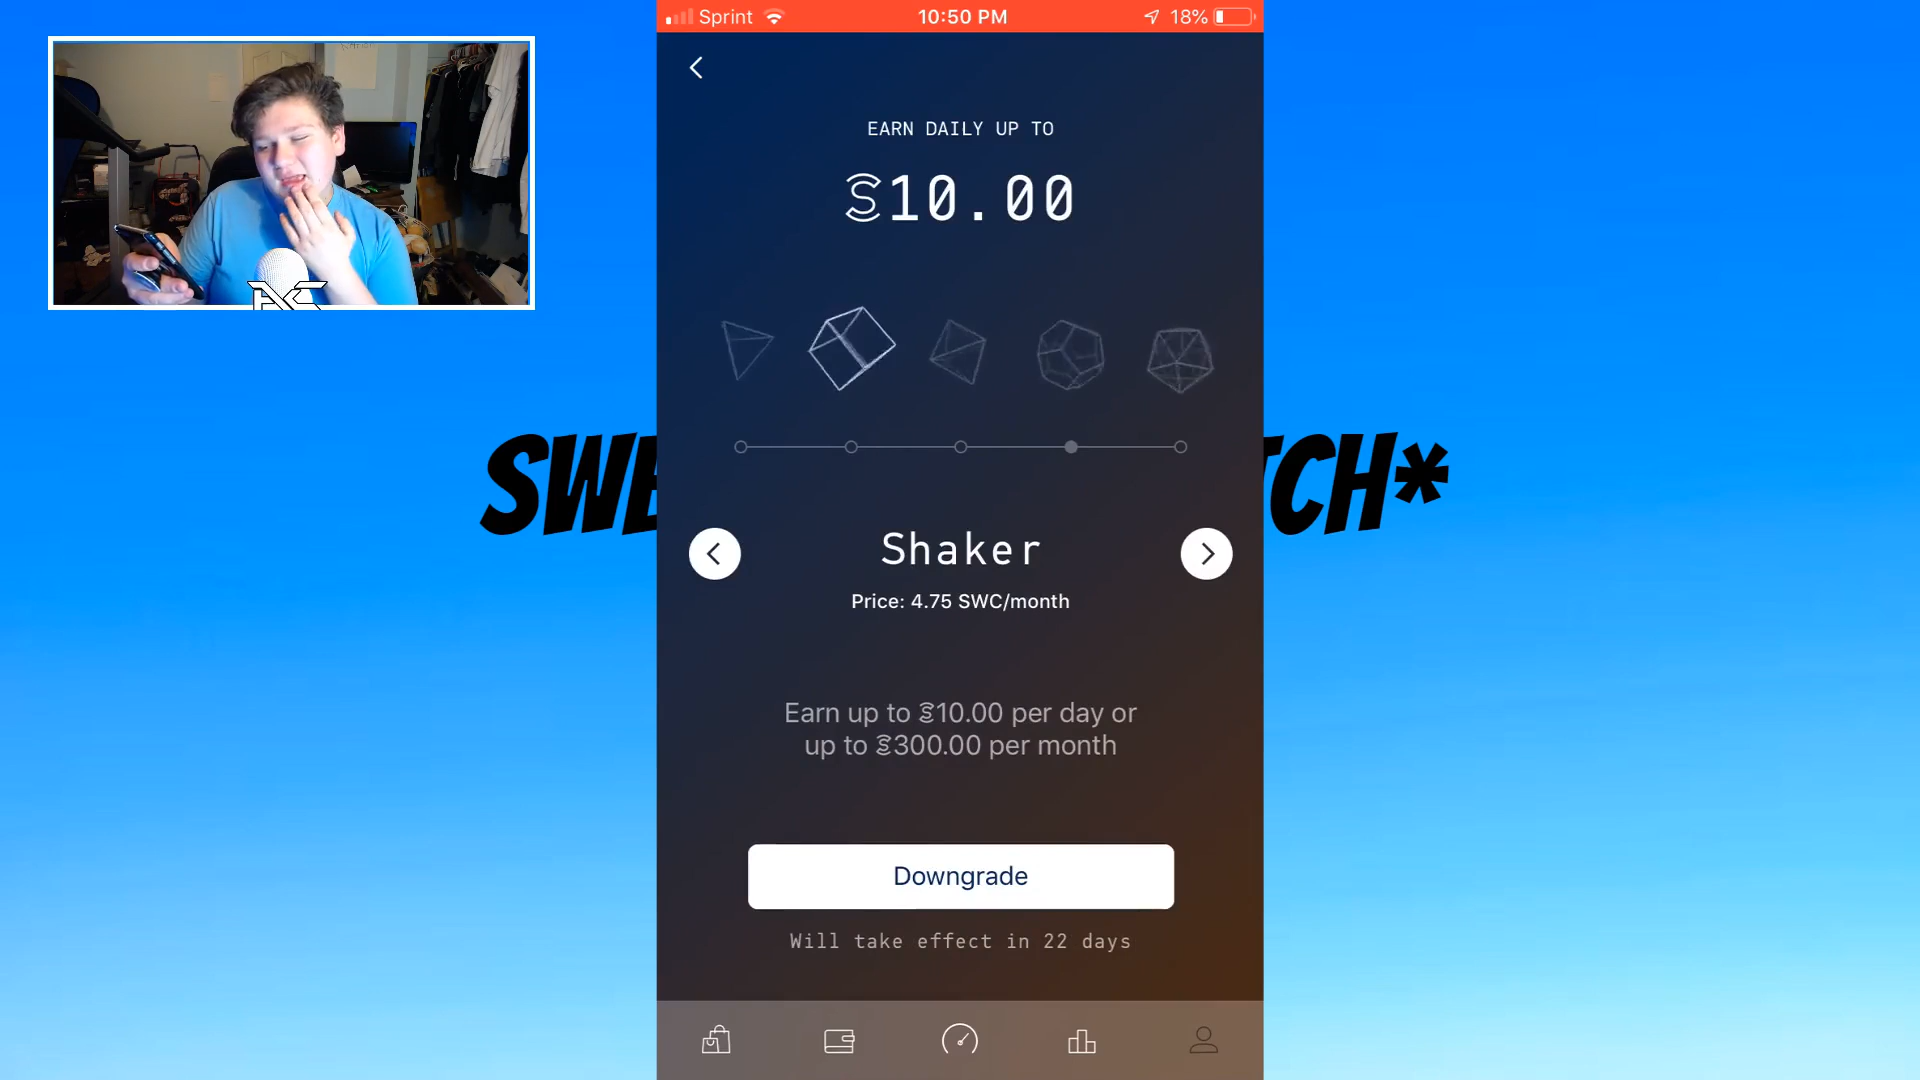 Sprint 10:50 PM 18%
EARN DAILY UP TO
S10.00
SWE TCH*
Shaker
Price: 4.75 SWC/month
Earn up to S10.00 per day or
up to S300.00 per month
Downgrade
Will take effect in 22 days